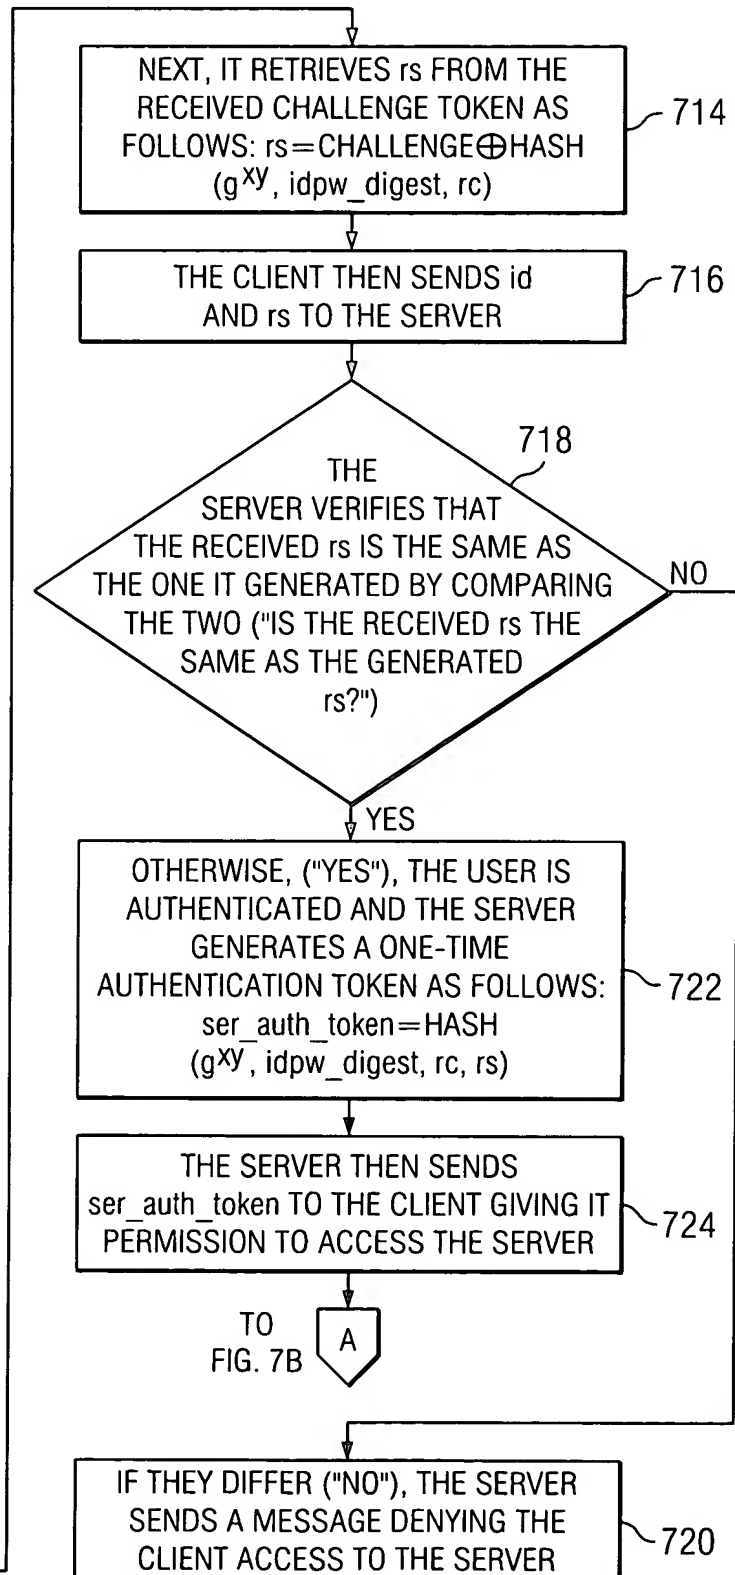 NEXT, IT RETRIEVES rs FROM THE
RECEIVED CHALLENGE TOKEN AS
FOLLOWS: rs=CHALLENGE⊕HASH
(g^xy, idpw_digest, rc)
714
THE CLIENT THEN SENDS id
AND rs TO THE SERVER
716
718
THE
SERVER VERIFIES THAT
THE RECEIVED rs IS THE SAME AS
THE ONE IT GENERATED BY COMPARING
THE TWO ("IS THE RECEIVED rs THE
SAME AS THE GENERATED
rs?")
NO
YES
OTHERWISE, ("YES"), THE USER IS
AUTHENTICATED AND THE SERVER
GENERATES A ONE-TIME
AUTHENTICATION TOKEN AS FOLLOWS:
ser_auth_token=HASH
(g^xy, idpw_digest, rc, rs)
722
THE SERVER THEN SENDS
ser_auth_token TO THE CLIENT GIVING IT
PERMISSION TO ACCESS THE SERVER
724
TO
FIG. 7B
A
IF THEY DIFFER ("NO"), THE SERVER
SENDS A MESSAGE DENYING THE
CLIENT ACCESS TO THE SERVER
720